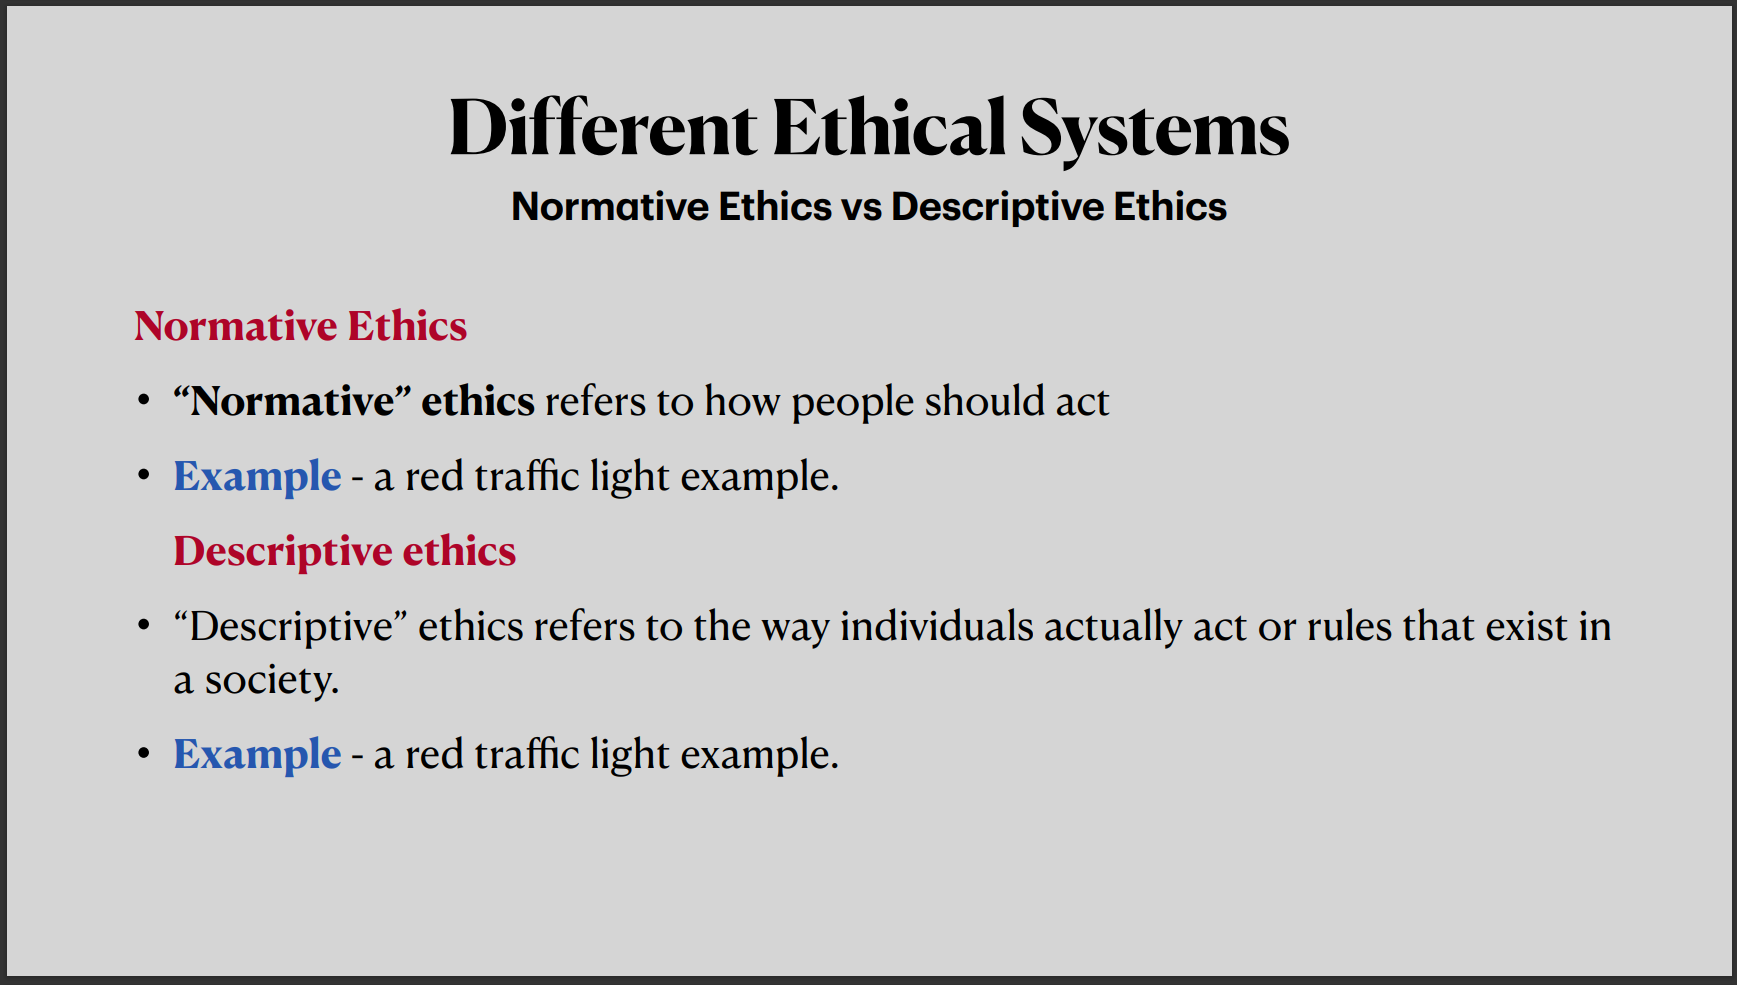 Different Ethical Systems
Normative Ethics vs Descriptive Ethics
Normative Ethics
• “Normative” ethics refers to how people should act
• Example - a red traffic light example.
Descriptive ethics
• “Descriptive” ethics refers to the way individuals actually act or rules that exist in
a society.
• Example - a red traffic light example.